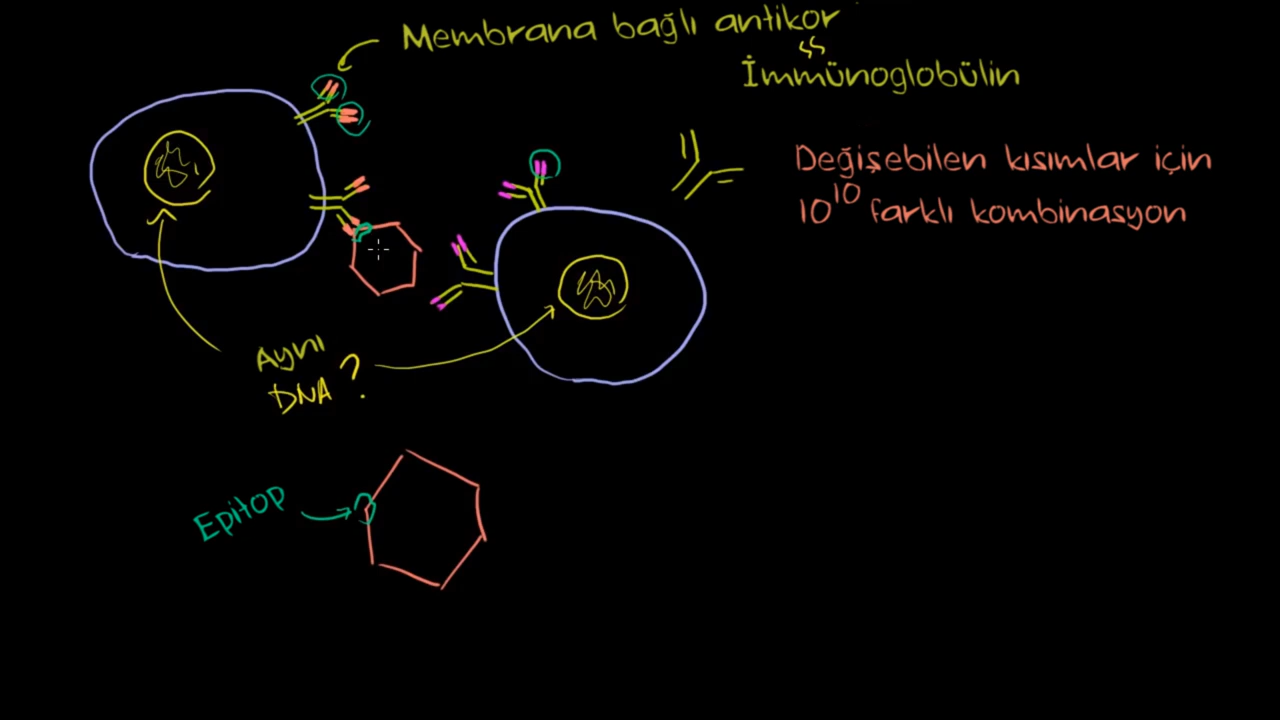 Membrana bağlı antikor
İmmünoglobülin
Değişebilen kısımlar için
10^10 farklı kombinasyon
Aynı
DNA ?
Epitop